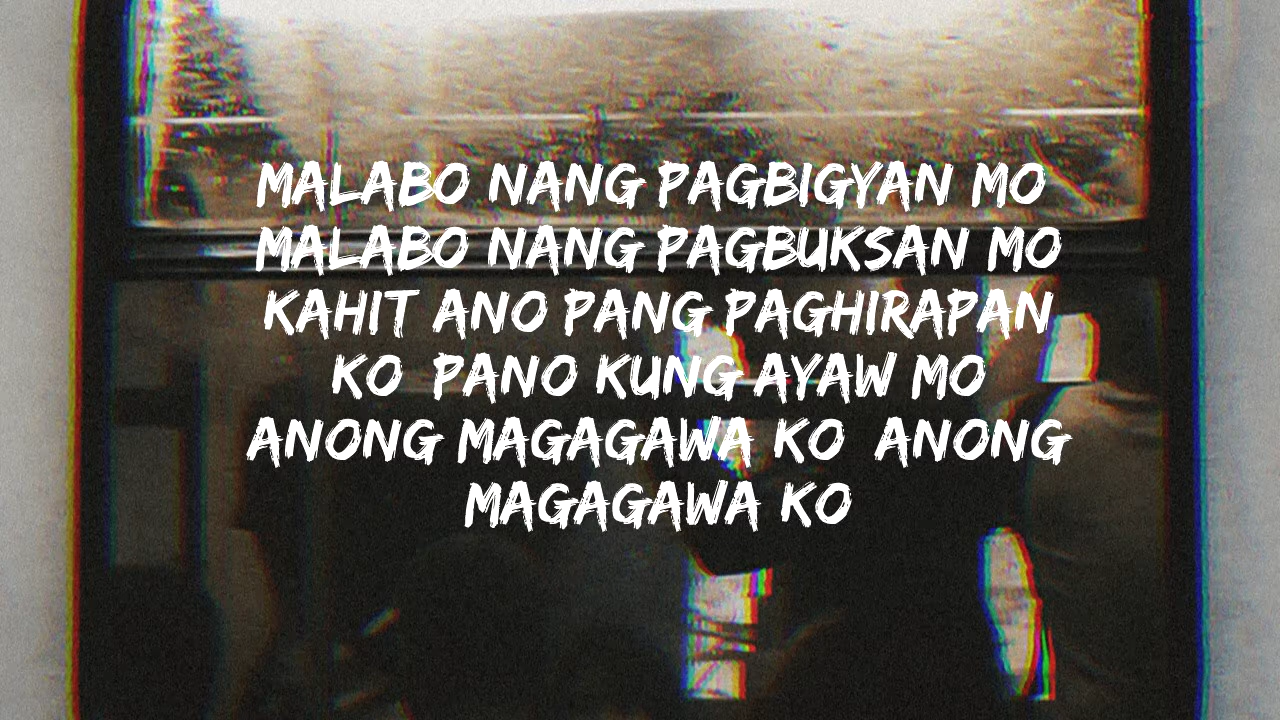 MALABO NANG PAGBIGYAN MO
MALABO NANG PAGBUKSAN MO
KAHIT ANO PANG PAGHIRAPAN
KO PANO KUNG AYAW MO
ANONG MAGAGAWA KO ANONG
MAGAGAWA KO